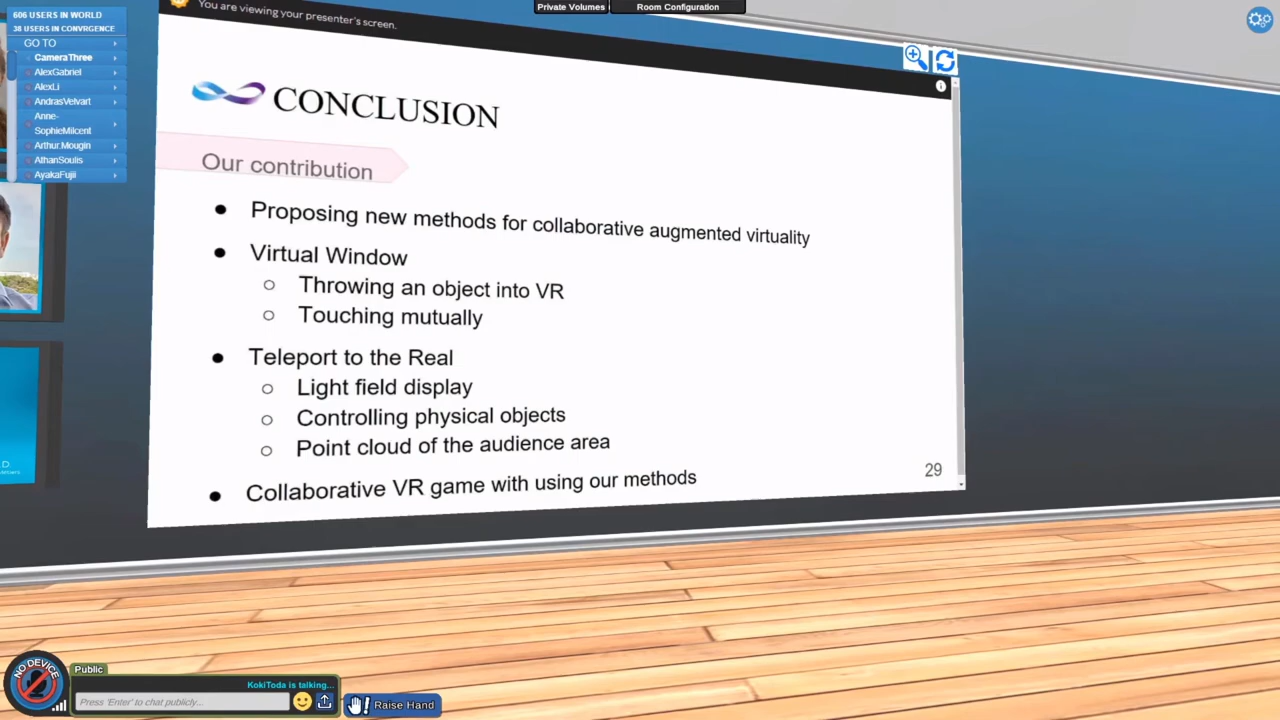 606 USERS IN WORLD
38 USERS IN CONVRGENCE
GO TO
CameraThree
AlexGabriel
AlexLi
AndrasVelvart
Anne-
SophieMilcent
Arthur.Mougin
AthanSoulis
AyakaFujii
Private Volumes
Room Configuration
You are viewing your presenter's screen.
CONCLUSION
Our contribution
Proposing new methods for collaborative augmented virtuality
Virtual Window
Throwing an object into VR
Touching mutually
Teleport to the Real
Light field display
Controlling physical objects
Point cloud of the audience area
Collaborative VR game with using our methods
29
NO DEVICE
Public
KokiToda is talking...
Press 'Enter' to chat publicly...
Raise Hand